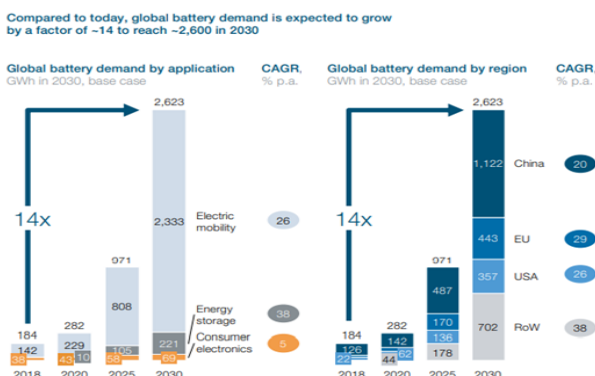 Compared to today, global battery demand is expected to grow
by a factor of ~14 to reach ~2,600 in 2030
Global battery demand by application
GWh in 2030, base case
CAGR,
% p.a.
2,623
14x
2,333
Electric
mobility
26
971
808
Energy
storage
38
282
184
229
105
221
Consumer
electronics
5
142
38
43
10
58
69
2018
2020
2025
2030
Global battery demand by region
GWh in 2030, base case
CAGR,
% p.a.
2,623
1,122
China
20
14x
443
EU
29
971
357
USA
26
487
282
184
170
702
RoW
38
142
136
126
62
178
22
44
2018
2020
2025
2030